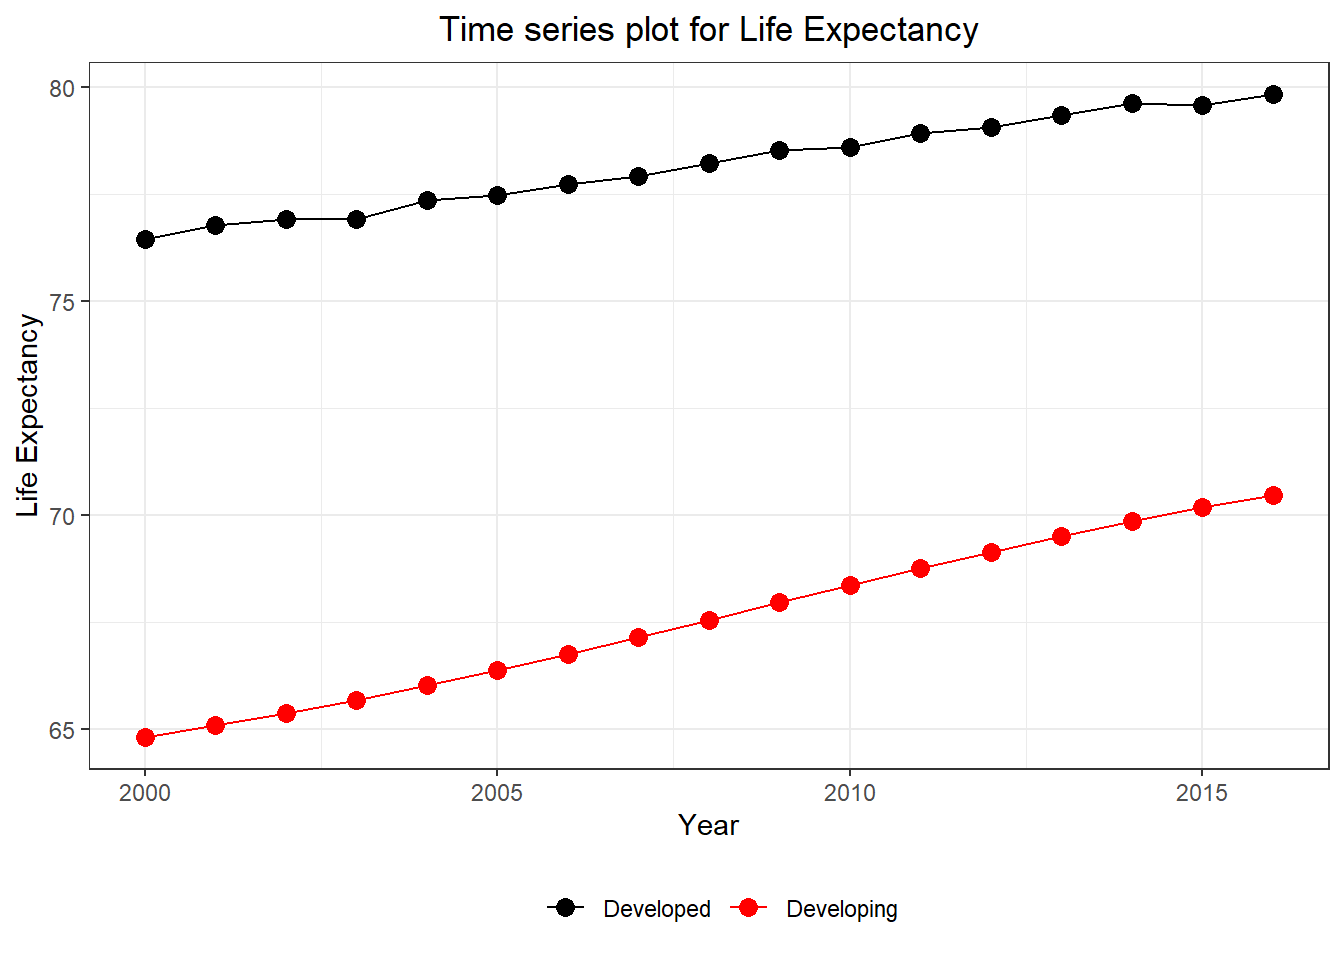 Time series plot for Life Expectancy
80
75
70
65
Life Expectancy
2000 2005 2010 2015
Year
Developed Developing